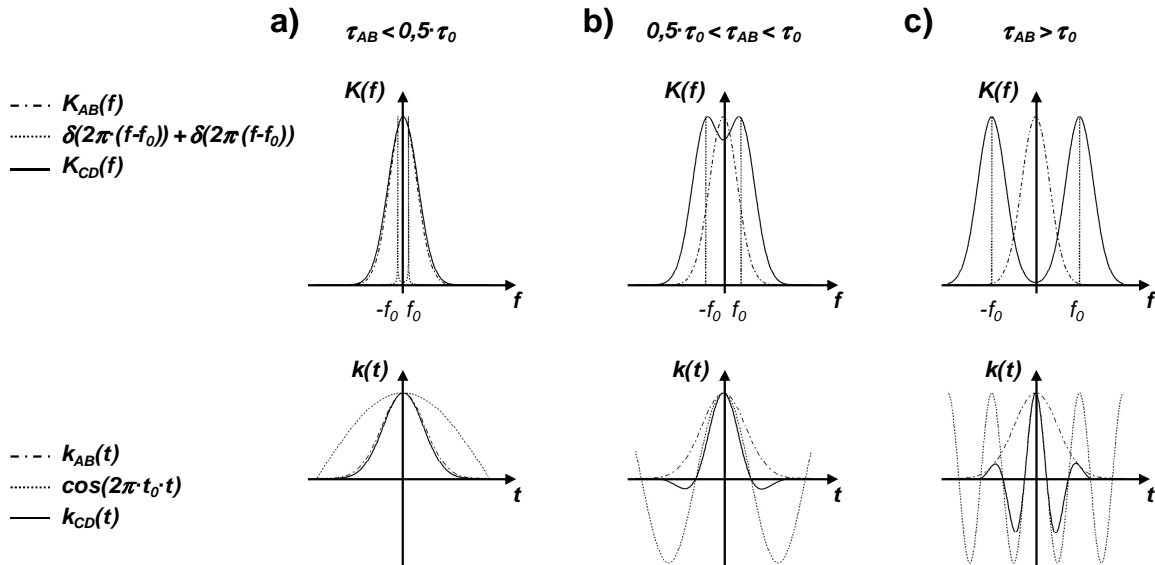 a)
τAB < 0,5·τ0
b)
0,5·τ0 < τAB < τ0
c)
τAB > τ0
KAB(f)
δ(2π·(f-f0)) + δ(2π·(f-f0))
KCD(f)
K(f)
f
-f0 f0
K(f)
f
-f0 f0
K(f)
f
-f0 f0
kAB(t)
cos(2π·t0·t)
kCD(t)
k(t)
t
k(t)
t
k(t)
t